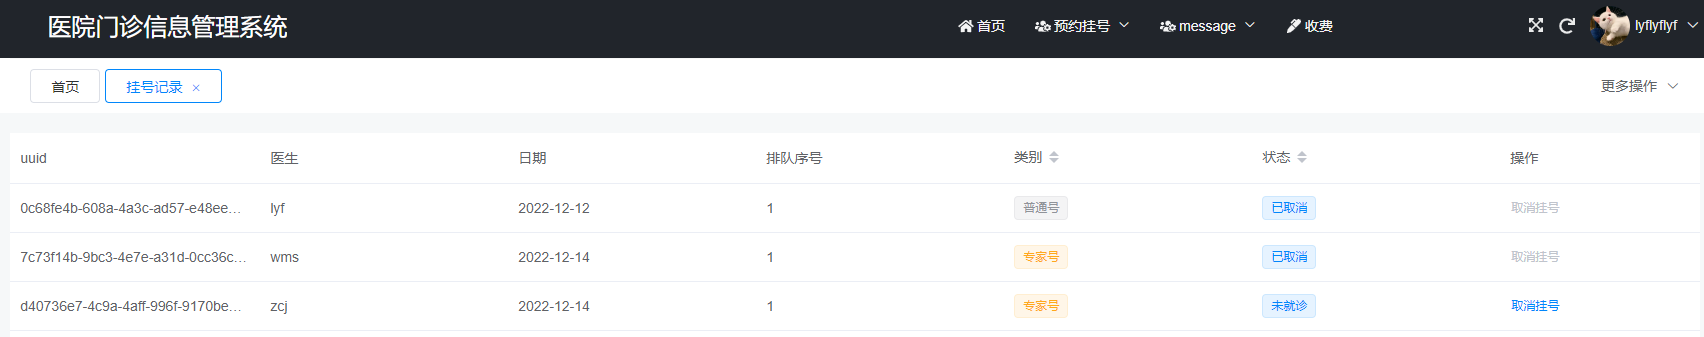 医院门诊信息管理系统 首页 预约挂号 message 收费 lyflyflyf
首页 挂号记录 × 更多操作
uuid 医生 日期 排队序号 类别 状态 操作
0c68fe4b-608a-4a3c-ad57-e48ee... lyf 2022-12-12 1 普通号 已取消 取消挂号
7c73f14b-9bc3-4e7e-a31d-0cc36c... wms 2022-12-14 1 专家号 已取消 取消挂号
d40736e7-4c9a-4aff-996f-9170be... zcj 2022-12-14 1 专家号 未就诊 取消挂号